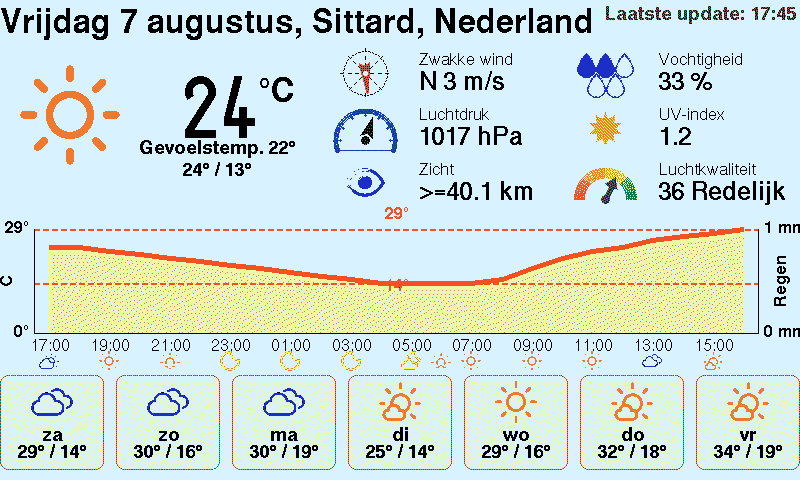 Vrijdag 7 augustus, Sittard, Nederland
Laatste update: 17:45
24 °C
Gevoelstemp. 22°
24° / 13°
Zwakke wind
N 3 m/s
Luchtdruk
1017 hPa
Zicht
>=40.1 km
Vochtigheid
33 %
UV-index
1.2
Luchtkwaliteit
36 Redelijk
29°
29°
1 mm
C
14°
Regen
0°
0 mm
17:00 19:00 21:00 23:00 01:00 03:00 05:00 07:00 09:00 11:00 13:00 15:00
za
29° / 14°
zo
30° / 16°
ma
30° / 19°
di
25° / 14°
wo
29° / 16°
do
32° / 18°
vr
34° / 19°